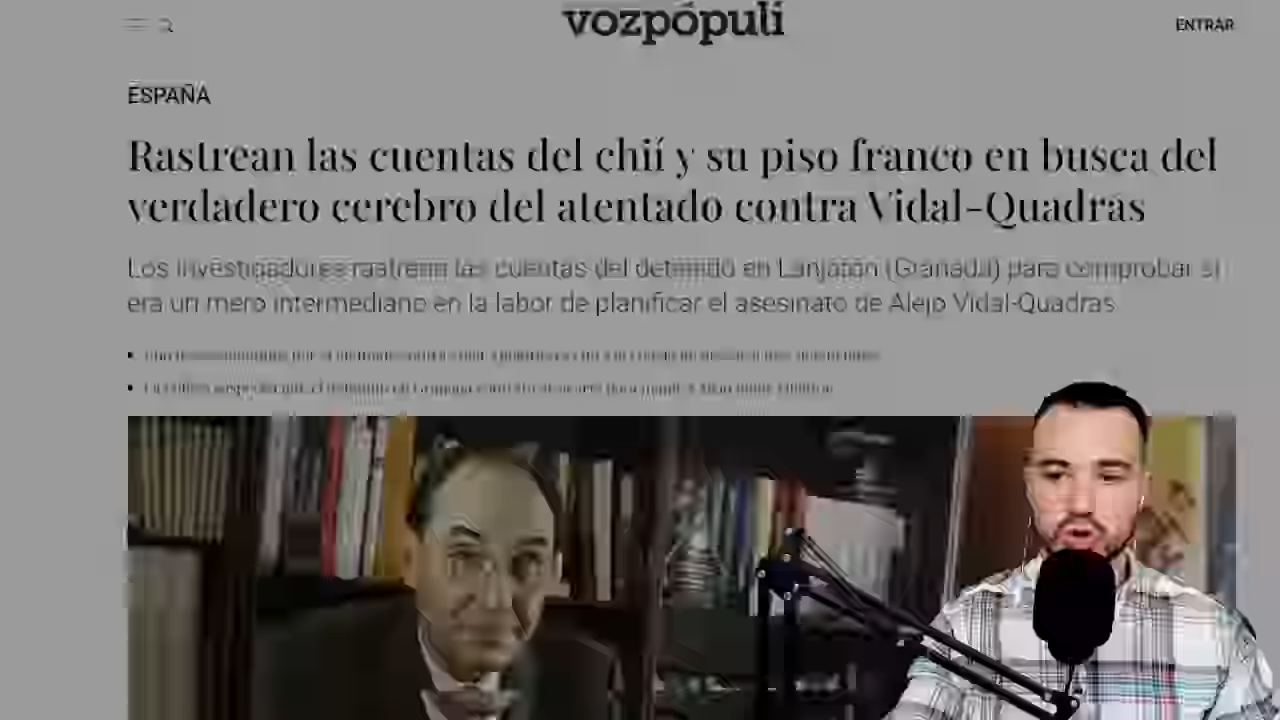 vozpópuli
ENTRAR
ESPAÑA
Rastrean las cuentas del chií y su piso franco en busca del
verdadero cerebro del atentado contra Vidal-Quadras
Los investigadores rastrean las cuentas del detenido en Lanjarón (Granada) para comprobar si
era un mero intermediario en la labor de planificar el asesinato de Alejo Vidal-Quadras